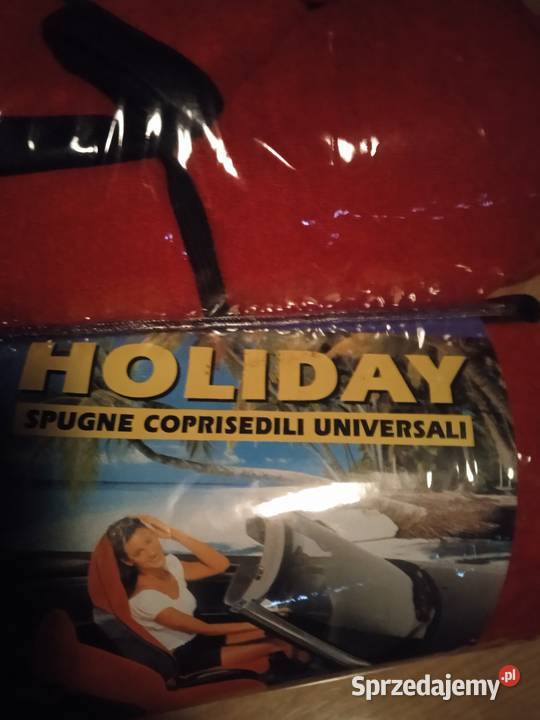 HOLIDAY
SPUGNE COPRISEDILI UNIVERSALI
Sprzedajemy.pl